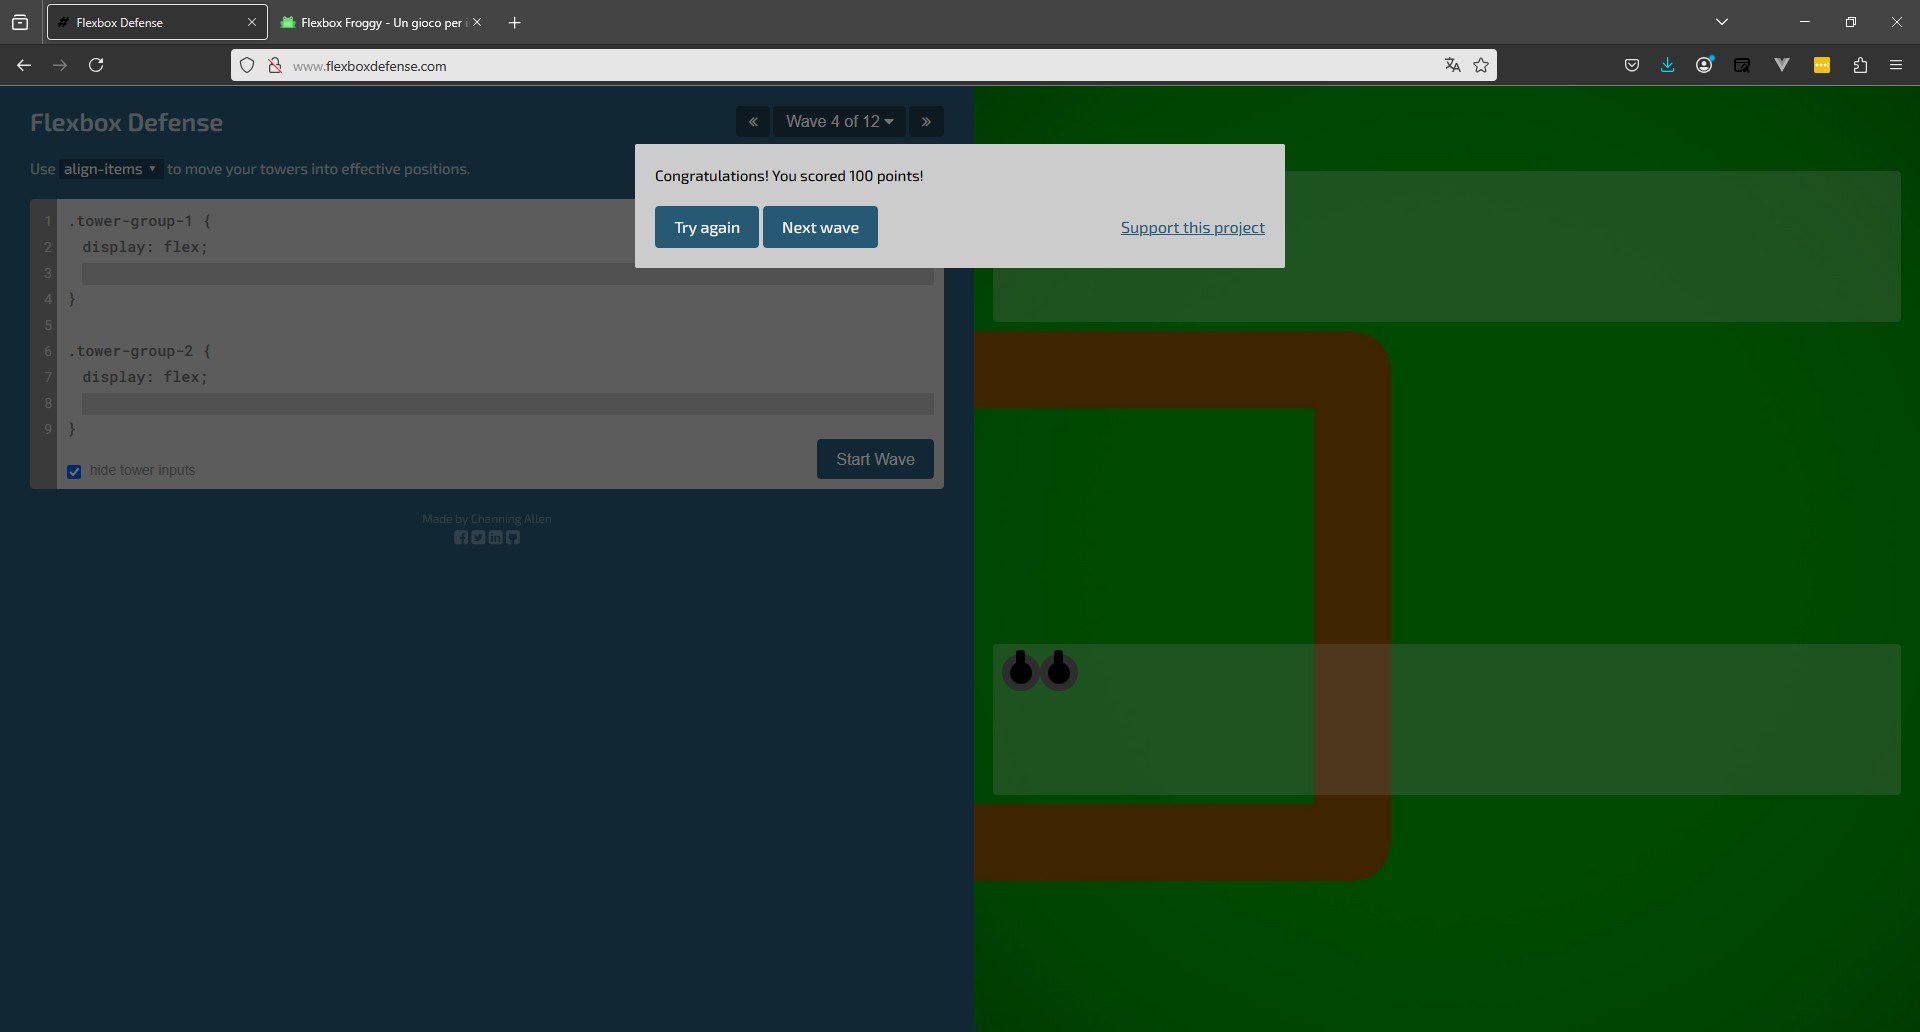 Flexbox Defense
Flexbox Froggy - Un gioco per i
www.flexboxdefense.com
Flexbox Defense
« Wave 4 of 12 »
Use align-items to move your towers into effective positions.
Congratulations! You scored 100 points!
Try again Next wave Support this project
1 .tower-group-1 {
2 display: flex;
3
4 }
5
6 .tower-group-2 {
7 display: flex;
8
9 }
hide tower inputs
Start Wave
Made by Channing Allen